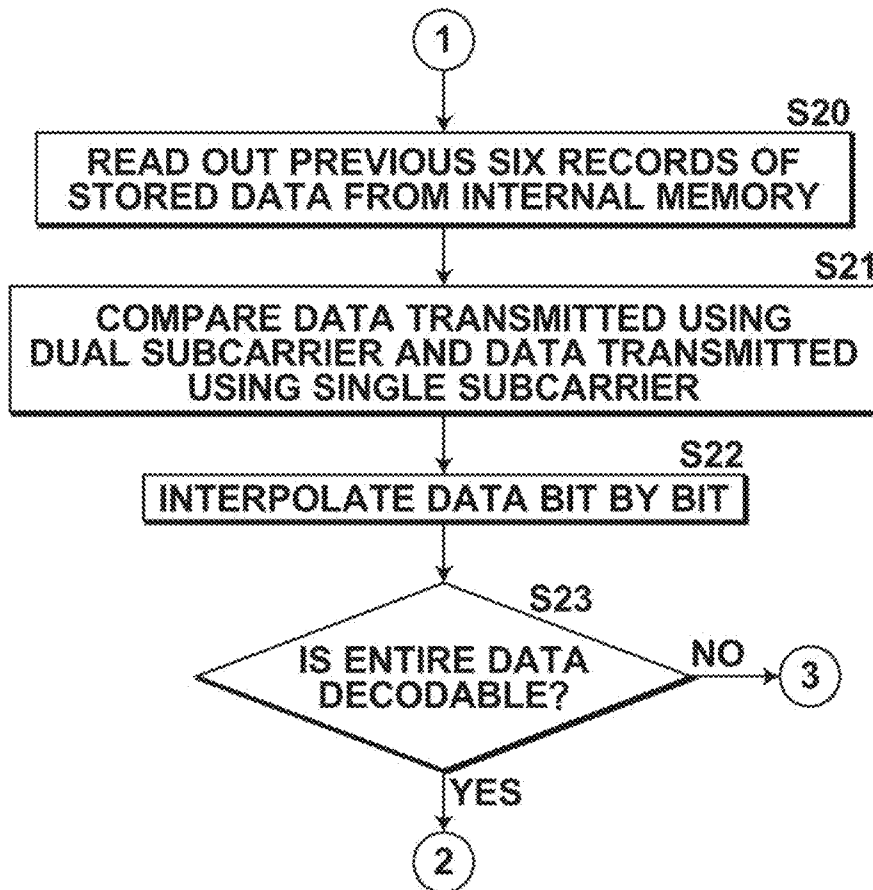 1
S20
READ OUT PREVIOUS SIX RECORDS OF
STORED DATA FROM INTERNAL MEMORY
S21
COMPARE DATA TRANSMITTED USING
DUAL SUBCARRIER AND DATA TRANSMITTED
USING SINGLE SUBCARRIER
S22
INTERPOLATE DATA BIT BY BIT
S23
IS ENTIRE DATA
DECODABLE?
NO
3
YES
2